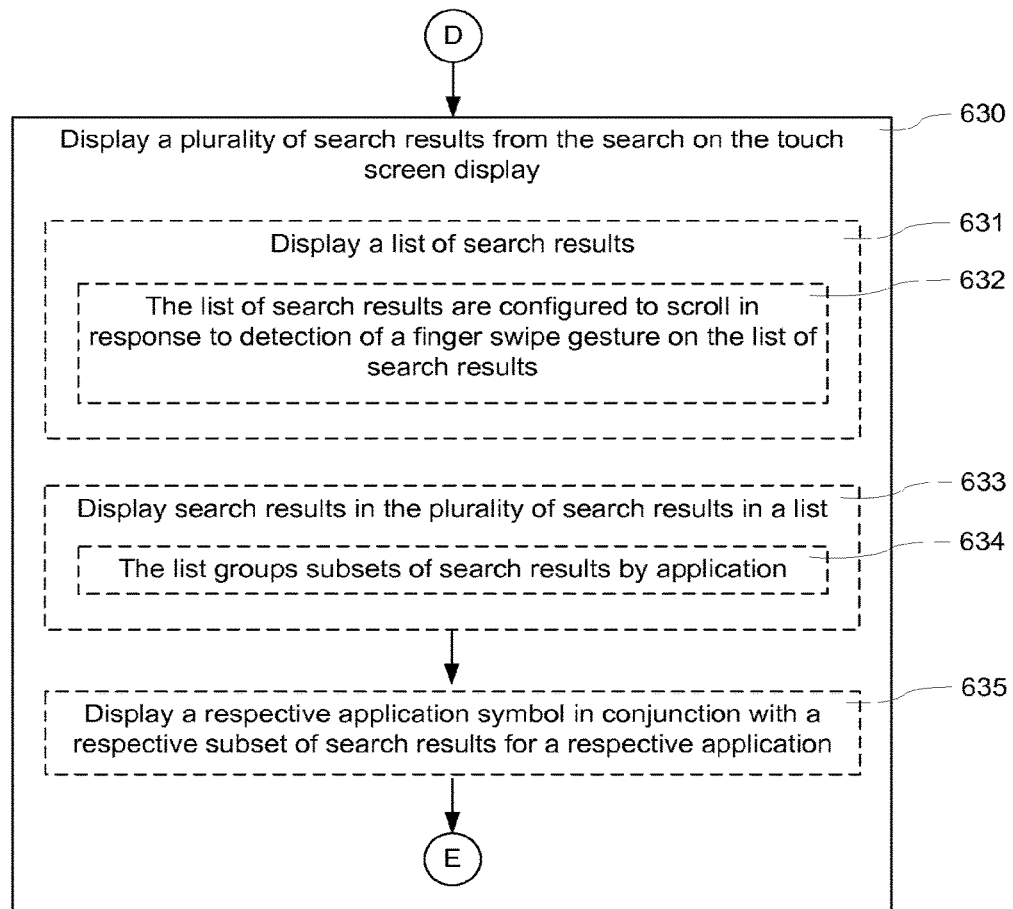 D
630
Display a plurality of search results from the search on the touch
screen display
631
Display a list of search results
632
The list of search results are configured to scroll in
response to detection of a finger swipe gesture on the list of
search results
633
Display search results in the plurality of search results in a list
634
The list groups subsets of search results by application
635
Display a respective application symbol in conjunction with a
respective subset of search results for a respective application
E